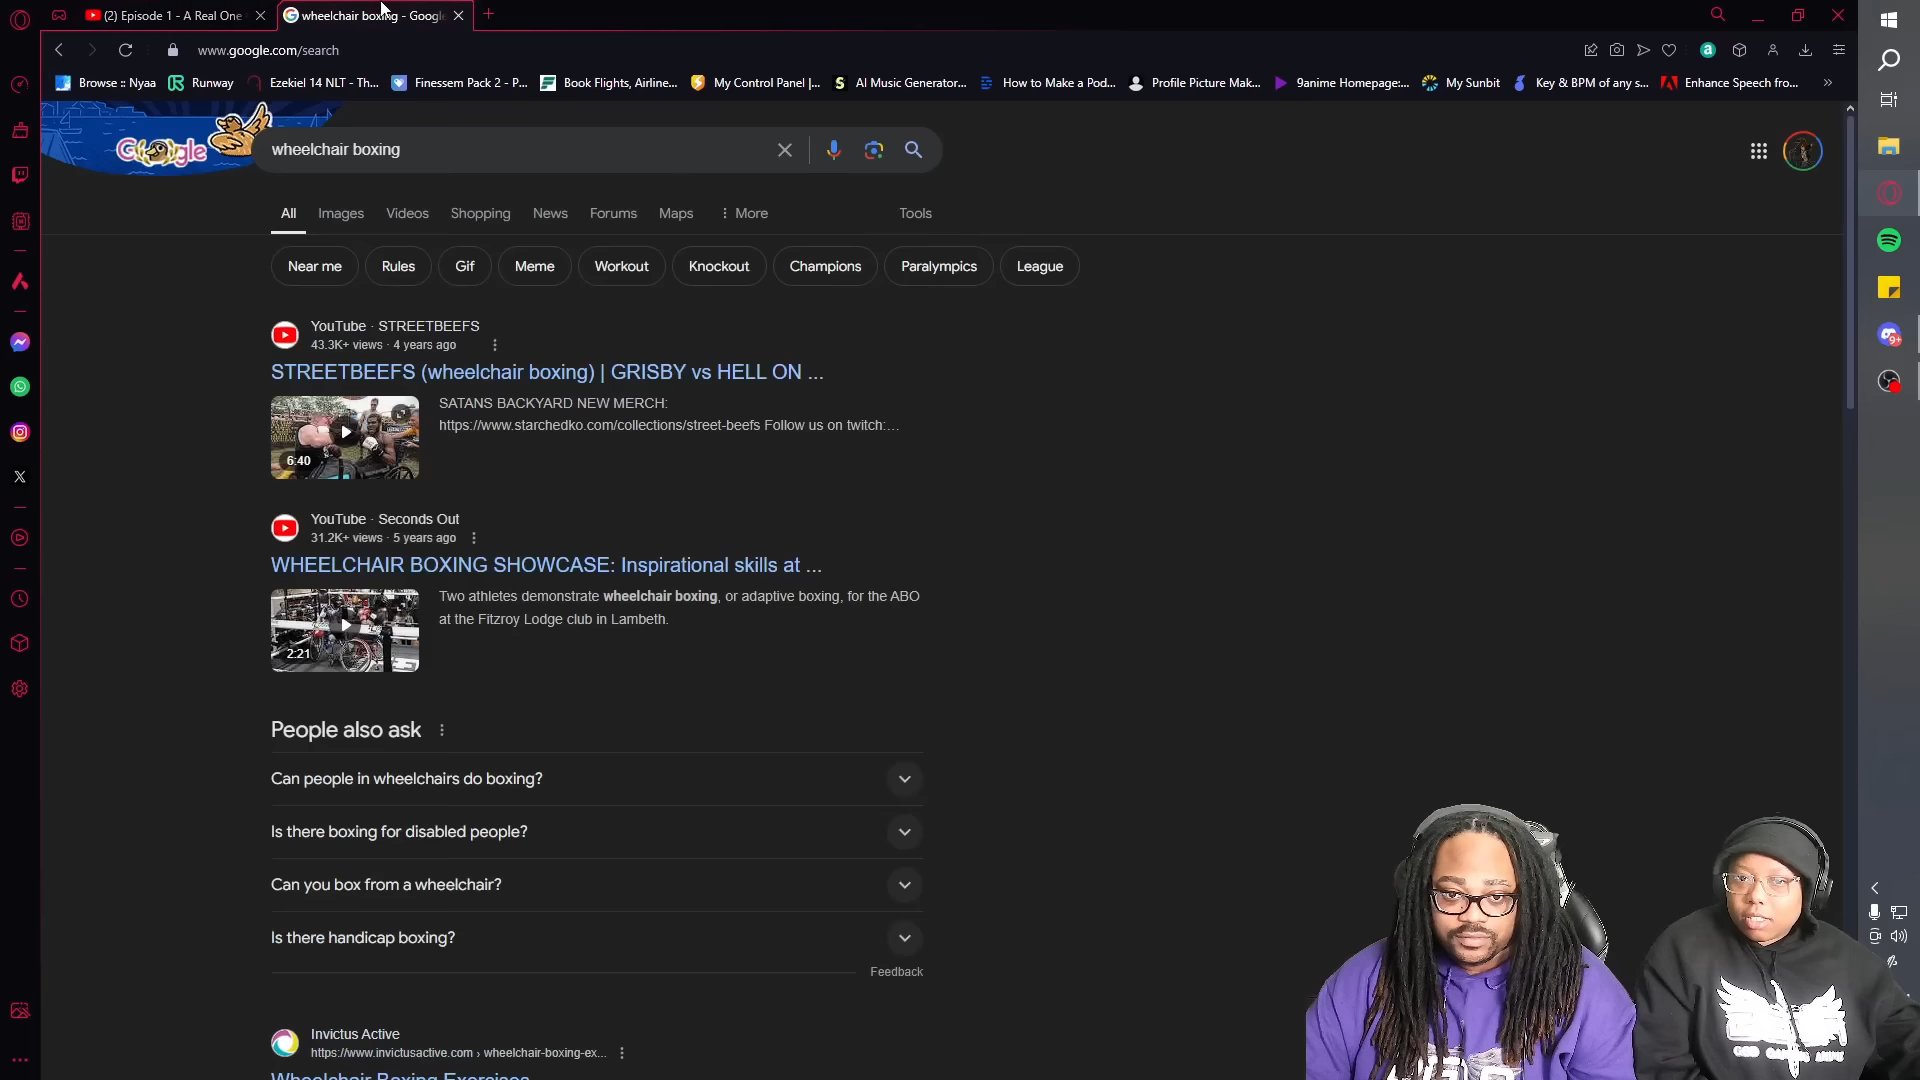 (2) Episode 1 - A Real One
wheelchair boxing - Google
www.google.com/search
Browse :: Nyaa
Runway
Ezekiel 14 NLT - Th...
Finessem Pack 2 - P...
Book Flights, Airline...
My Control Panel |...
S AI Music Generator...
How to Make a Pod...
Profile Picture Mak...
9anime Homepage:...
My Sunbit
Key & BPM of any s...
Enhance Speech fro...
Google
wheelchair boxing
All
Images
Videos
Shopping
News
Forums
Maps
More
Tools
Near me
Rules
Gif
Meme
Workout
Knockout
Champions
Paralympics
League
YouTube · STREETBEEFS
43.3K+ views · 4 years ago
STREETBEEFS (wheelchair boxing) | GRISBY vs HELL ON ...
SATANS BACKYARD NEW MERCH:
https://www.starchedko.com/collections/street-beefs Follow us on twitch:...
6:40
YouTube · Seconds Out
31.2K+ views · 5 years ago
WHEELCHAIR BOXING SHOWCASE: Inspirational skills at ...
Two athletes demonstrate wheelchair boxing, or adaptive boxing, for the ABO
at the Fitzroy Lodge club in Lambeth.
2:21
People also ask
Can people in wheelchairs do boxing?
Is there boxing for disabled people?
Can you box from a wheelchair?
Is there handicap boxing?
Feedback
Invictus Active
https://www.invictusactive.com › wheelchair-boxing-ex...
Wheelchair Boxing Exercises
9+